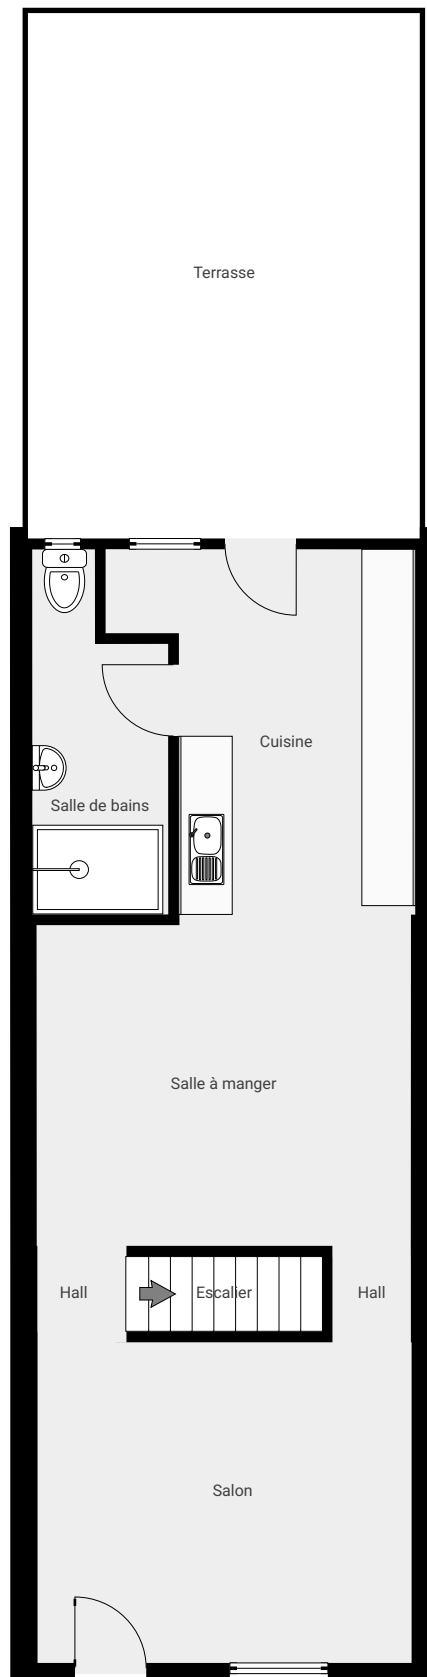 Terrasse
Cuisine
Salle de bains
Salle à manger
Hall
Escalier
Hall
Salon